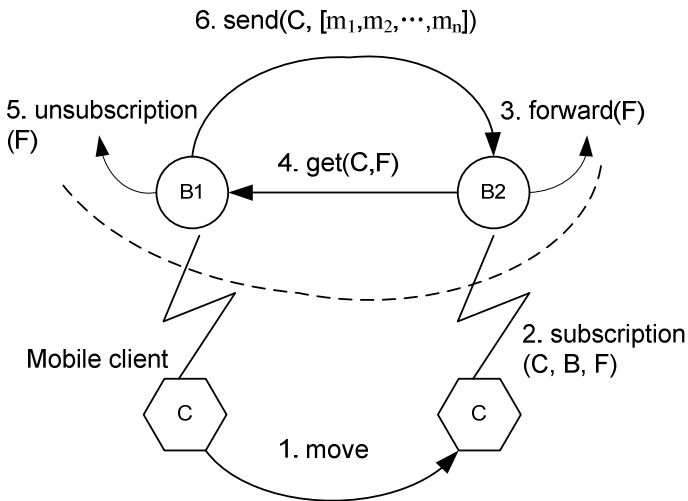 6. send(C, [m1,m2,⋯,mn])
5. unsubscription
(F)
3. forward(F)
4. get(C,F)
B1
B2
2. subscription
(C, B, F)
Mobile client
C
C
1. move